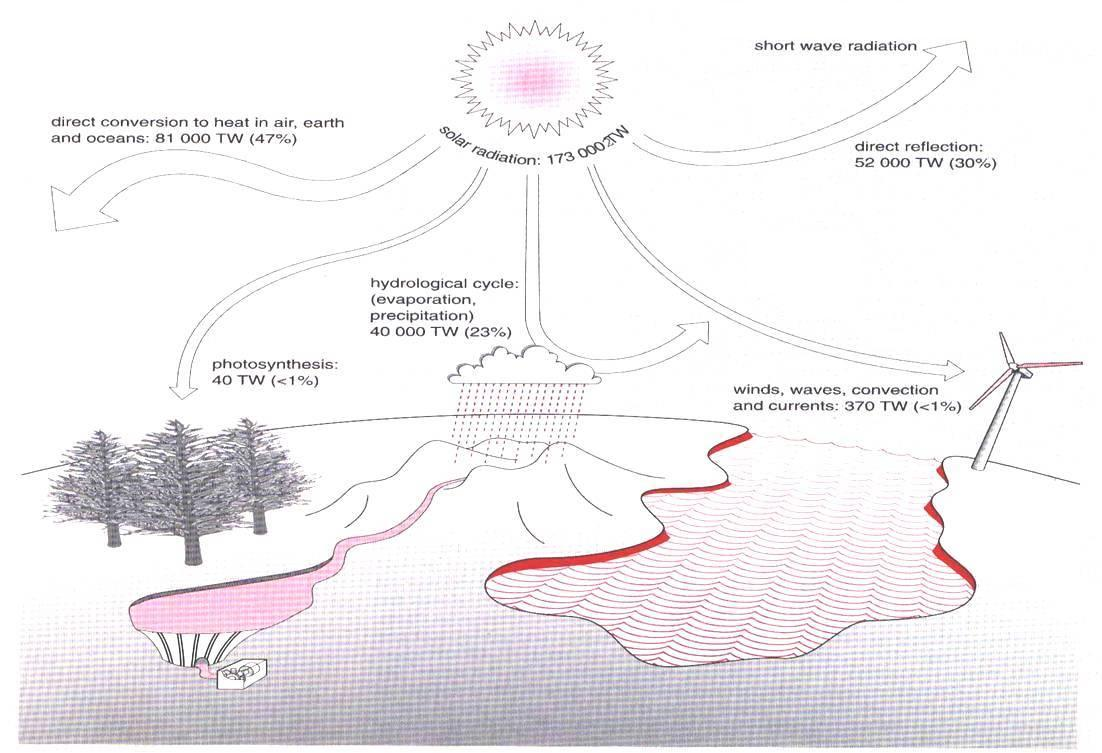 short wave radiation
direct conversion to heat in air, earth
and oceans: 81 000 TW (47%)
solar radiation: 173 000 TW
direct reflection:
52 000 TW (30%)
hydrological cycle:
(evaporation,
precipitation)
40 000 TW (23%)
photosynthesis:
40 TW (<1%)
winds, waves, convection
and currents: 370 TW (<1%)